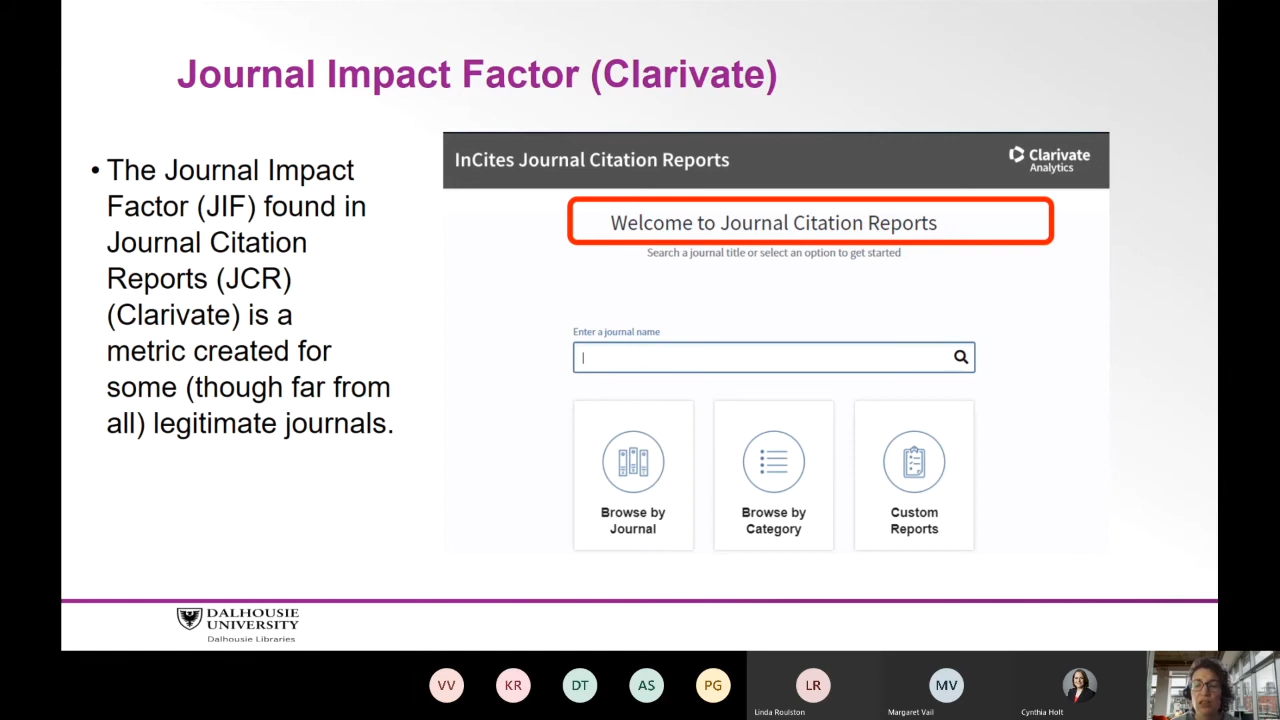 Journal Impact Factor (Clarivate)
• The Journal Impact
Factor (JIF) found in
Journal Citation
Reports (JCR)
(Clarivate) is a
metric created for
some (though far from
all) legitimate journals.
InCites Journal Citation Reports
Clarivate
Analytics
Welcome to Journal Citation Reports
Search a journal title or select an option to get started
Enter a journal name
Browse by
Journal
Browse by
Category
Custom
Reports
DALHOUSIE
UNIVERSITY
Dalhousie Libraries
VV
KR
DT
AS
PG
LR
Linda Roulston
MV
Margaret Vail
Cynthia Holt